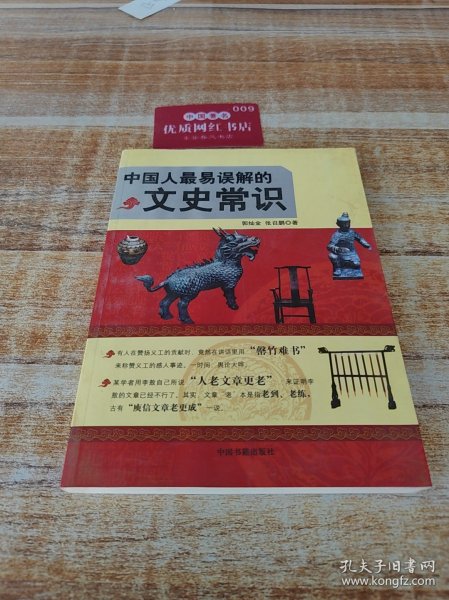 009
中国书书
优质网红书店
中国人最易误解的
文史常识
郭灿金 张召鹏◎著
有人在赞扬义工的贡献时，竟然在讲话里用“罄竹难书”
来称赞义工的感人事迹。一时间，舆论大哗。
某学者用李敖自己所说“人老文章更老”，来证明李
敖的文章已经不行了。其实，文章“老”本是指老到、老练，
古有“庾信文章老更成”一说。
中国书籍出版社
孔夫子旧书网
www.kongfz.com